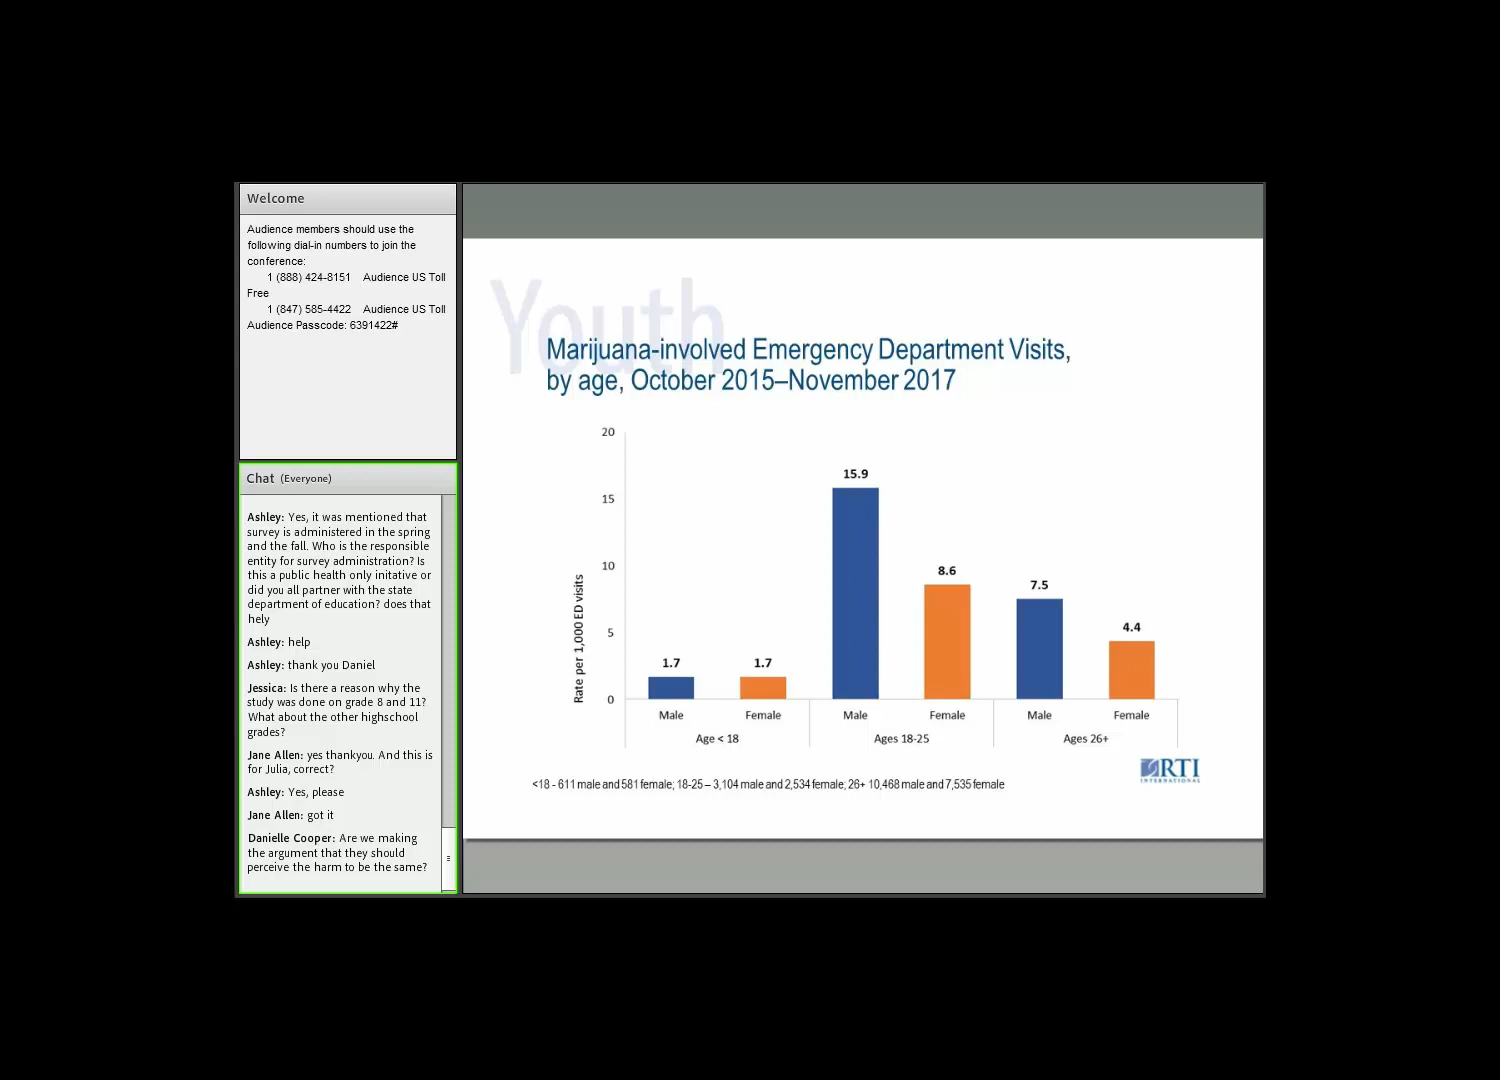 Welcome
Audience members should use the
following dial-in numbers to join the
conference:
1 (888) 424-8151 Audience US Toll
Free
1 (847) 585-4422 Audience US Toll
Audience Passcode: 6391422#
Chat (Everyone)
Ashley: Yes, it was mentioned that
survey is administered in the spring
and the fall. Who is the responsible
entity for survey administration? Is
this a public health only initative or
did you all partner with the state
department of education? does that
hely
Ashley: help
Ashley: thank you Daniel
Jessica: Is there a reason why the
study was done on grade 8 and 11?
What about the other highschool
grades?
Jane Allen: yes thankyou. And this is
for Julia, correct?
Ashley: Yes, please
Jane Allen: got it
Danielle Cooper: Are we making
the argument that they should
perceive the harm to be the same?
Youth
Marijuana-involved Emergency Department Visits,
by age, October 2015–November 2017
Rate per 1,000 ED visits
20
15
10
5
0
1.7
1.7
15.9
8.6
7.5
4.4
Male Female Male Female Male Female
Age < 18 Ages 18-25 Ages 26+
<18 - 611 male and 581 female; 18-25 – 3,104 male and 2,534 female; 26+ 10,468 male and 7,535 female
RTI
INTERNATIONAL